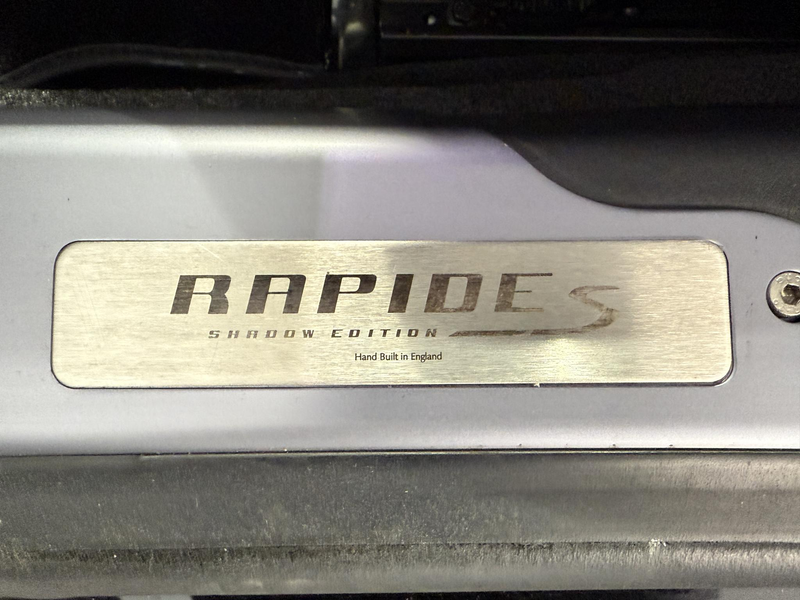 RAPIDE S
SHADOW EDITION
Hand Built in England